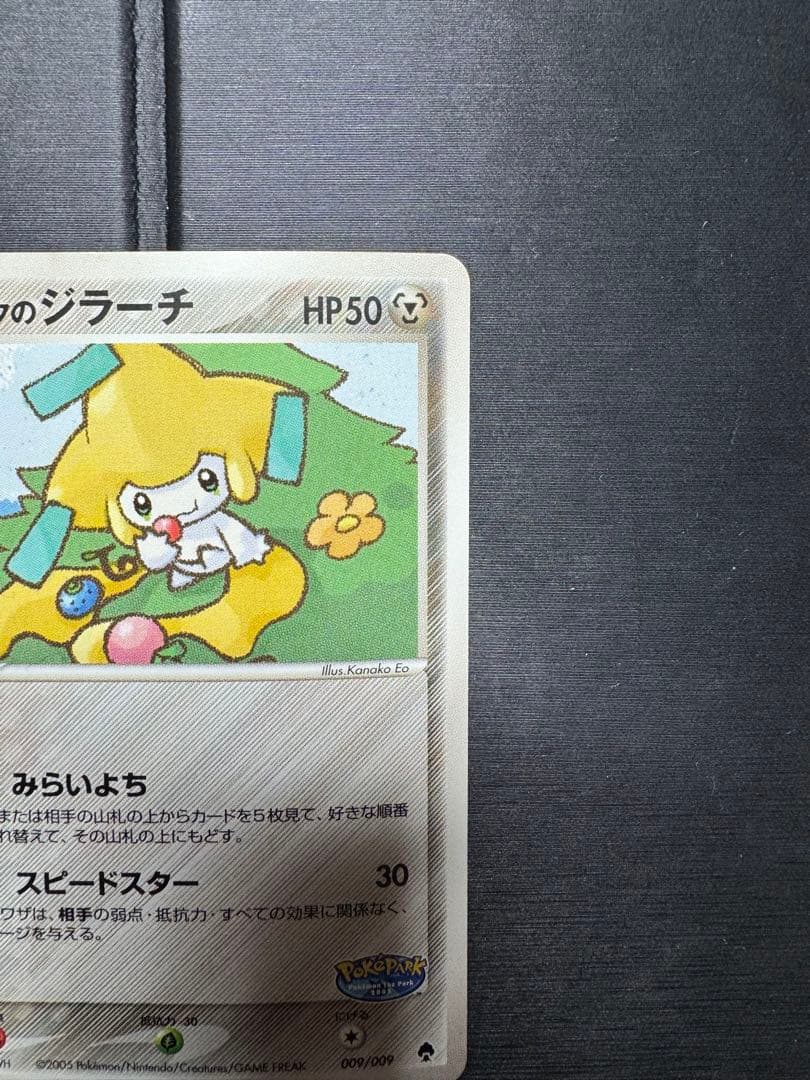 クのジラーチ HP50
Illus.Kanako Eo
みらいよち
または相手の山札の上からカードを5枚見て、好きな順番
れ替えて、その山札の上にもどす。
スピードスター 30
ワザは、相手の弱点・抵抗力・すべての効果に関係なく、
ージを与える。
POKÉPARK
Pokémon The Park
2005
抵抗力 -30 にげる
©2005 Pokémon/Nintendo/Creatures/GAME FREAK 009/009